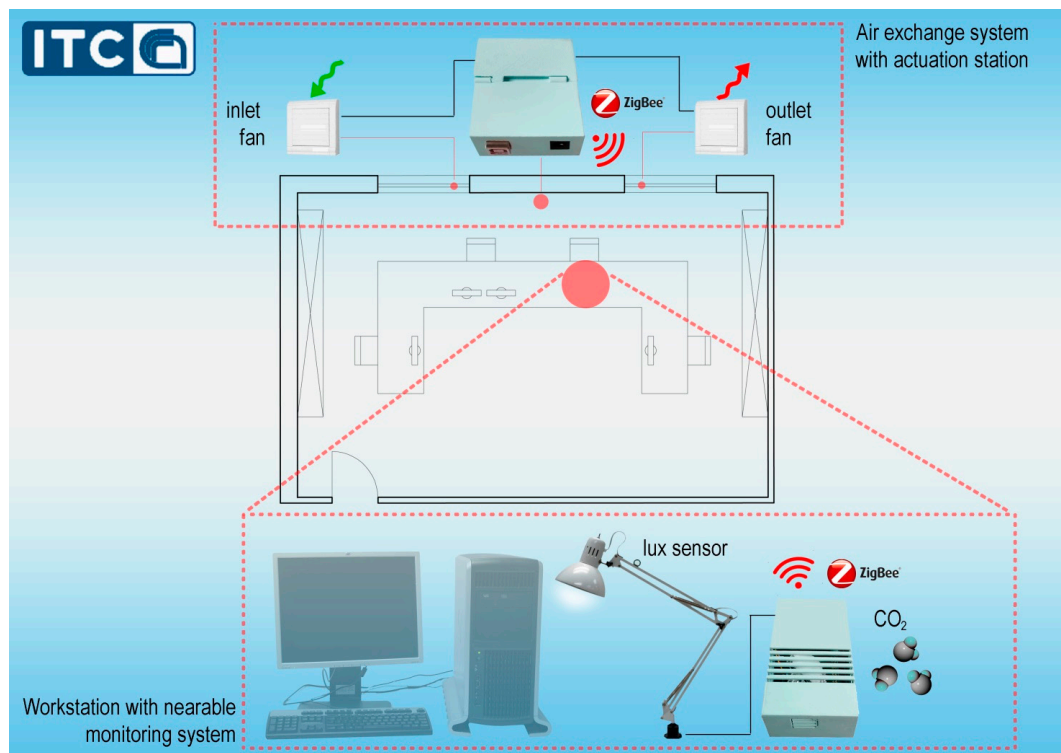 ITC
Air exchange system
with actuation station
inlet
fan
ZigBee®
outlet
fan
lux sensor
ZigBee®
CO₂
Workstation with nearable
monitoring system